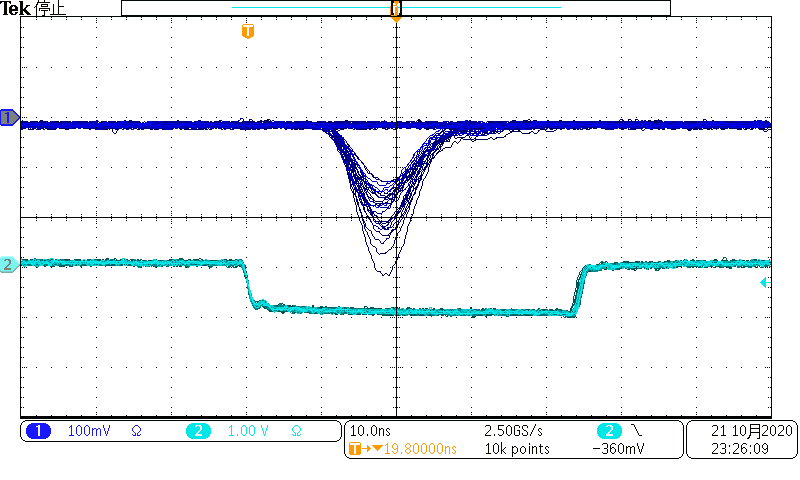 Tek 停止
T
1
2
1 100mV Ω 2 1.00 V Ω
10.0ns 2.50GS/s 2 \
T→▼19.80000ns 10k points −360mV
21 10月2020
23:26:09